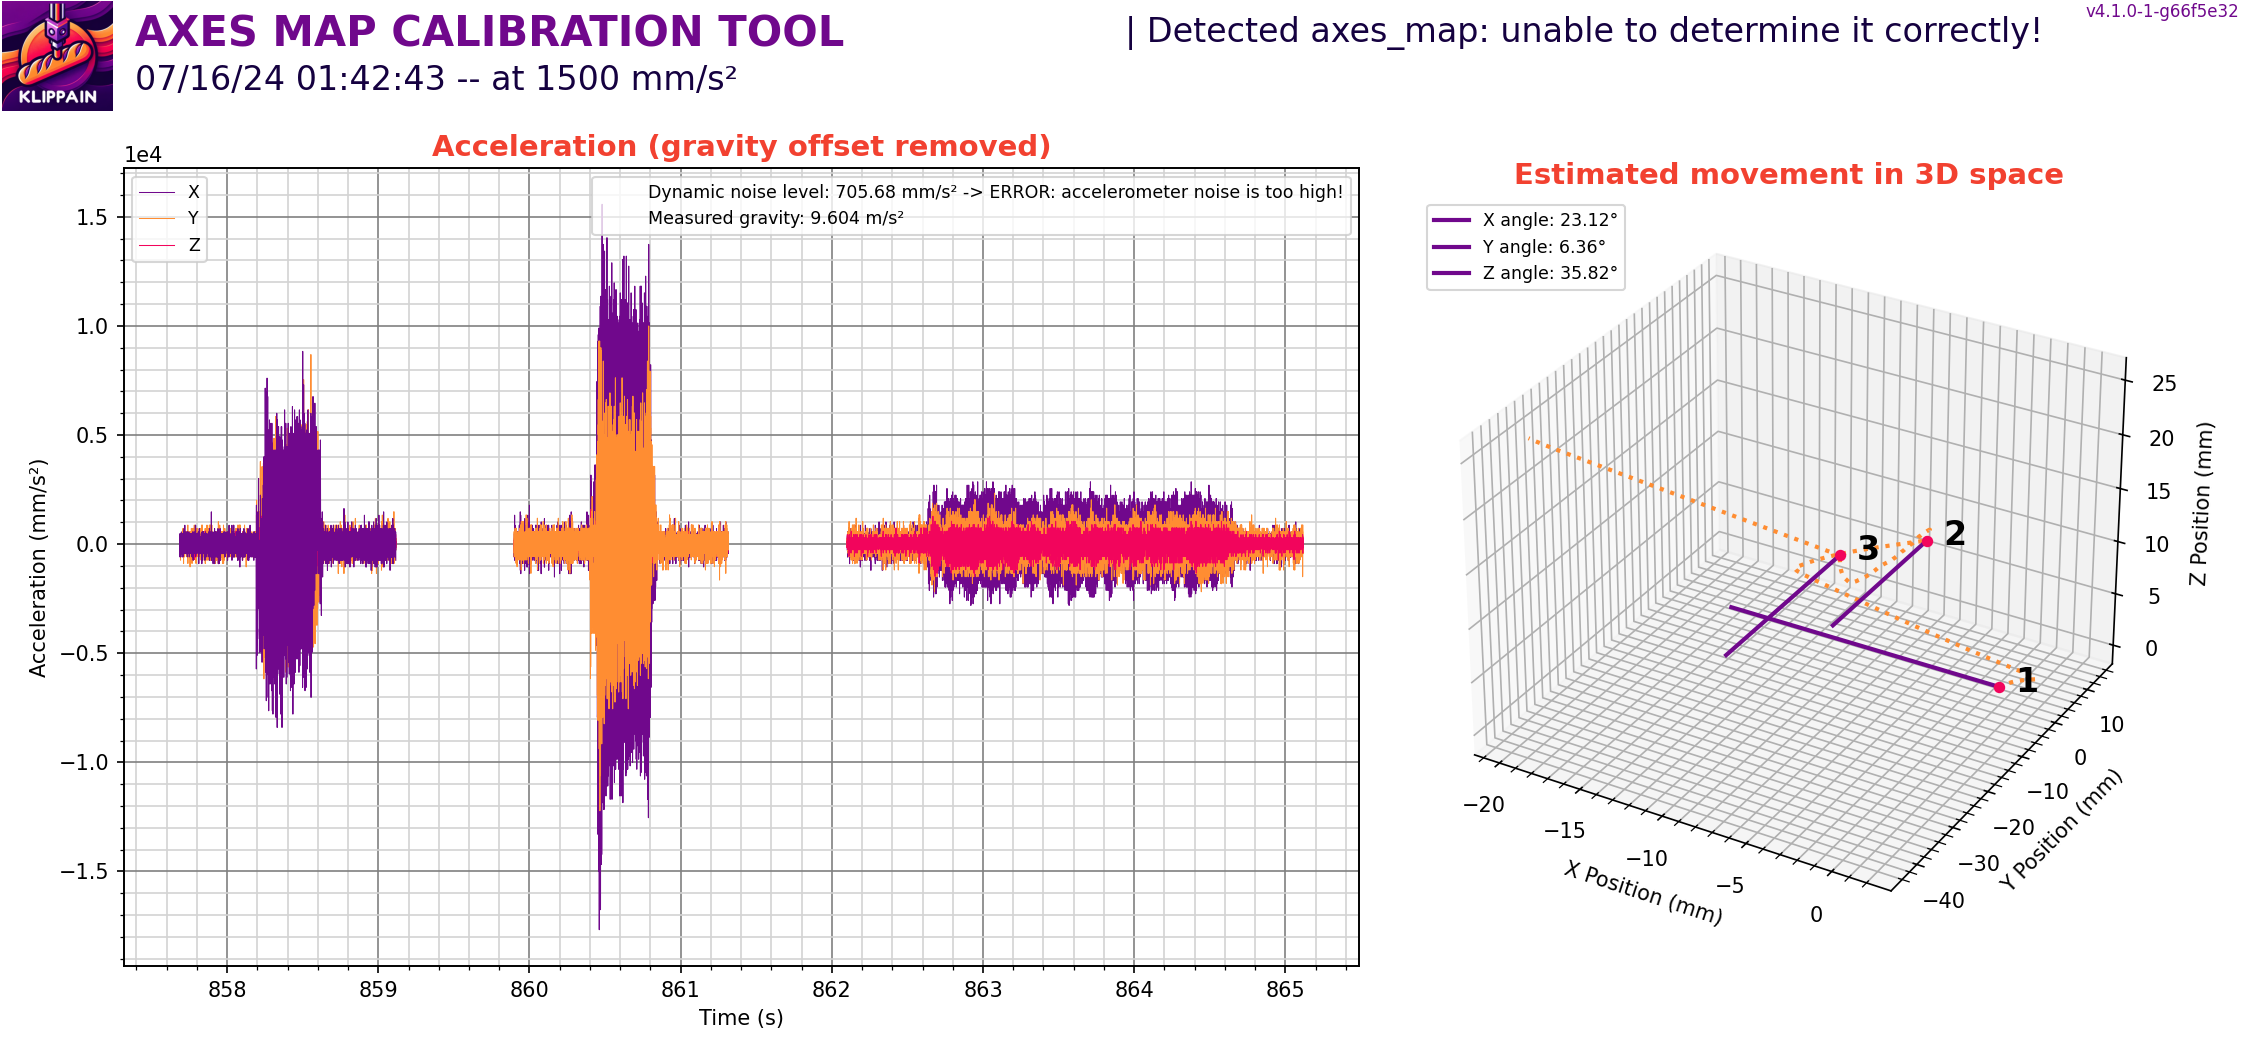 AXES MAP CALIBRATION TOOL
| Detected axes_map: unable to determine it correctly!
v4.1.0-1-g66f5e32
07/16/24 01:42:43 -- at 1500 mm/s²
KLIPPAIN
Acceleration (gravity offset removed)
1e4
X
Y
Z
Dynamic noise level: 705.68 mm/s² -> ERROR: accelerometer noise is too high!
Measured gravity: 9.604 m/s²
1.5
1.0
0.5
0.0
−0.5
−1.0
−1.5
Acceleration (mm/s²)
858
859
860
861
862
863
864
865
Time (s)
Estimated movement in 3D space
X angle: 23.12°
Y angle: 6.36°
Z angle: 35.82°
3
2
1
25
20
15
10
5
0
Z Position (mm)
10
0
−10
−20
−30
−40
Y Position (mm)
−20
−15
−10
−5
0
X Position (mm)